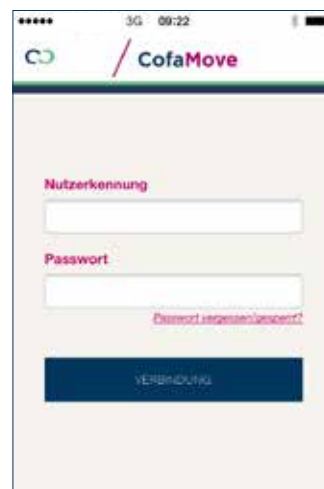 3G 09:22
CofaMove
Nutzerkennung
Passwort
Passwort vergessen/gesperrt?
VERBINDUNG